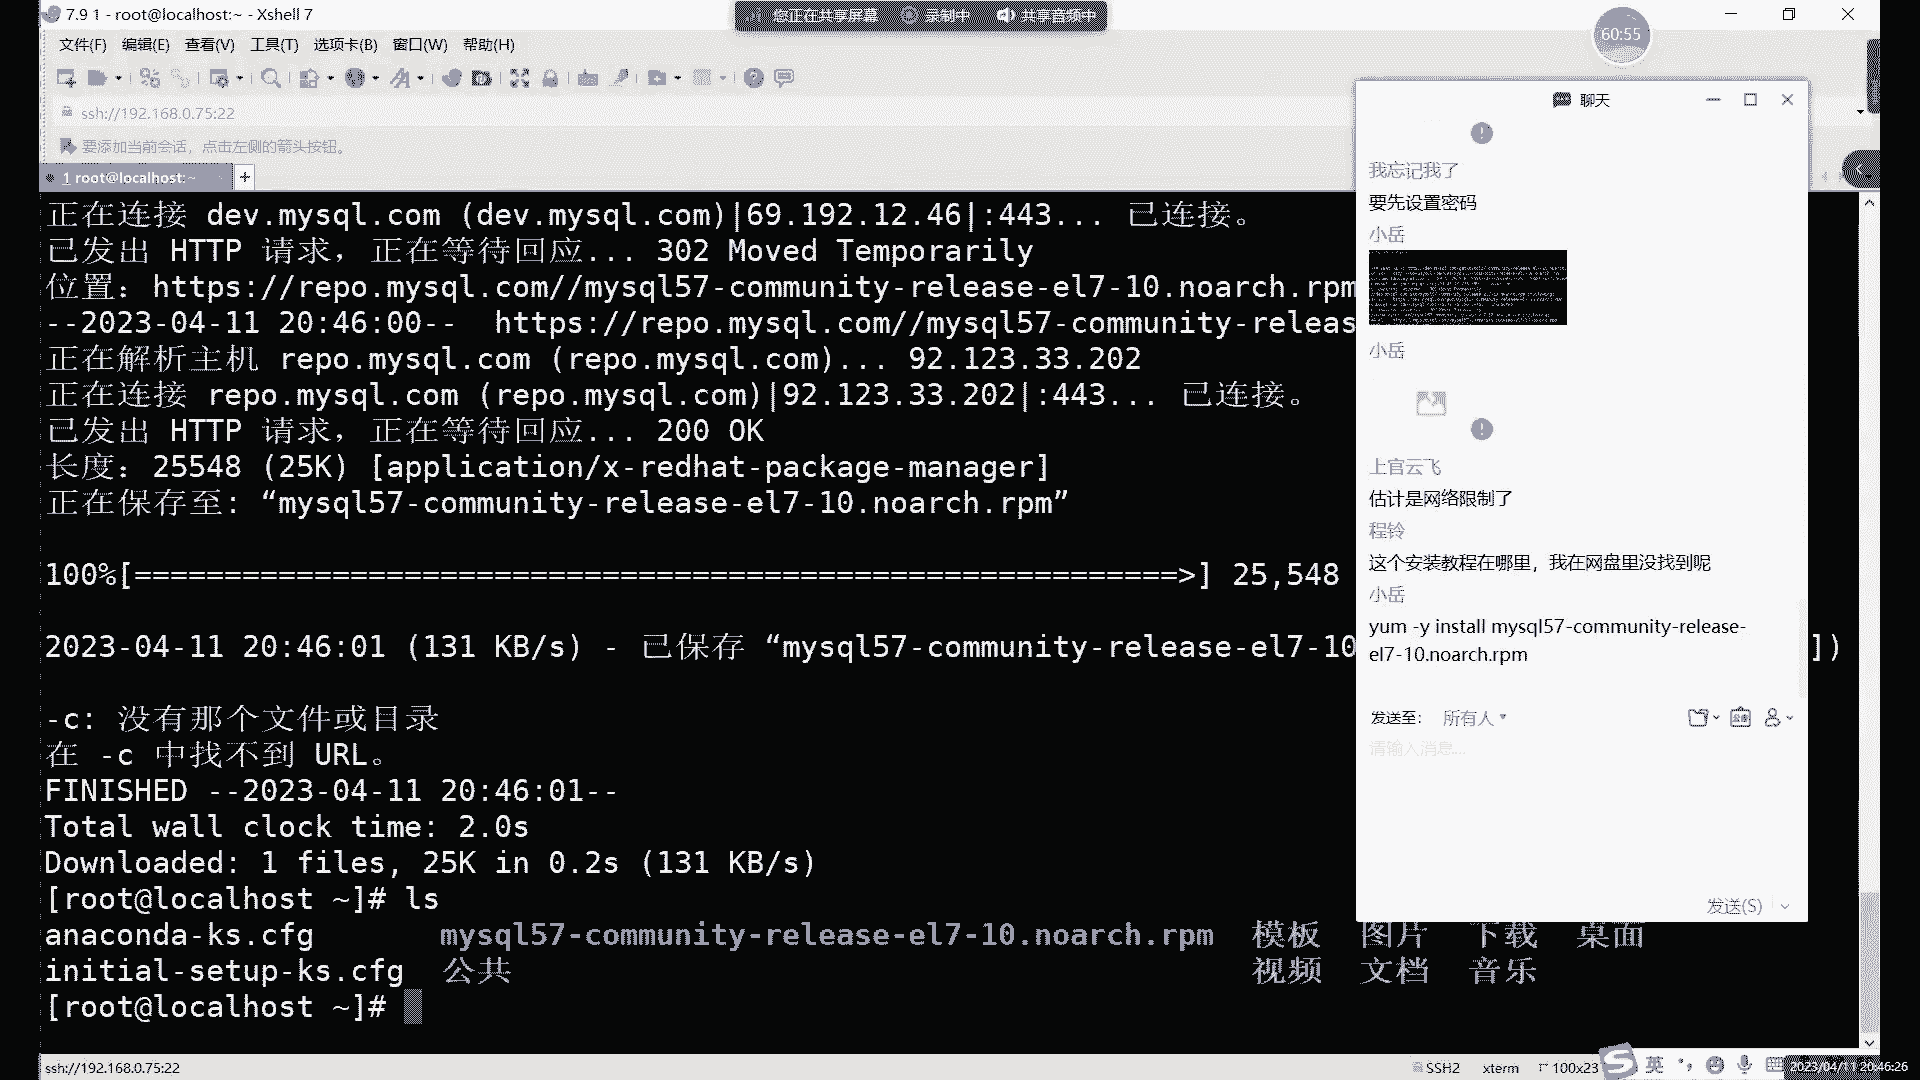 7.9 1 - root@localhost:~ - Xshell 7
您正在共享屏幕 录制中 共享音频中
60:55
文件(F) 编辑(E) 查看(V) 工具(T) 选项卡(B) 窗口(W) 帮助(H)
ssh://192.168.0.75:22
要添加当前会话，点击左侧的箭头按钮。
1 root@localhost:~ +
正在连接 dev.mysql.com (dev.mysql.com)|69.192.12.46|:443... 已连接。
已发出 HTTP 请求，正在等待回应... 302 Moved Temporarily
位置：https://repo.mysql.com//mysql57-community-release-el7-10.noarch.rpm
--2023-04-11 20:46:00-- https://repo.mysql.com//mysql57-community-releas
正在解析主机 repo.mysql.com (repo.mysql.com)... 92.123.33.202
正在连接 repo.mysql.com (repo.mysql.com)|92.123.33.202|:443... 已连接。
已发出 HTTP 请求，正在等待回应... 200 OK
长度：25548 (25K) [application/x-redhat-package-manager]
正在保存至: “mysql57-community-release-el7-10.noarch.rpm”
100%[==========================================================>] 25,548
2023-04-11 20:46:01 (131 KB/s) - 已保存 “mysql57-community-release-el7-10 ])
-c: 没有那个文件或目录
在 -c 中找不到 URL。
FINISHED --2023-04-11 20:46:01--
Total wall clock time: 2.0s
Downloaded: 1 files, 25K in 0.2s (131 KB/s)
[root@localhost ~]# ls
anaconda-ks.cfg mysql57-community-release-el7-10.noarch.rpm 模板 图片 下载 桌面
initial-setup-ks.cfg 公共 视频 文档 音乐
[root@localhost ~]#
聊天
我忘记我了
要先设置密码
小岳
小岳
上官云飞
估计是网络限制了
程铃
这个安装教程在哪里，我在网盘里没找到呢
小岳
yum -y install mysql57-community-release-
el7-10.noarch.rpm
发送至： 所有人
请输入消息...
发送(S)
ssh://192.168.0.75:22 SSH2 xterm 100x23 英 2023/04/11 20:46:26